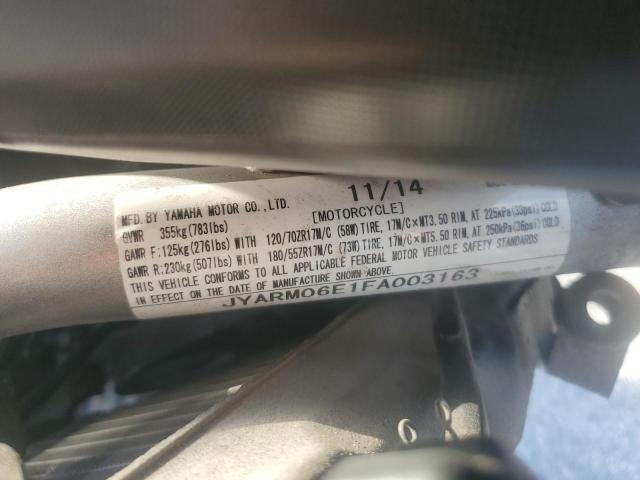 MFD.BY YAMAHA MOTOR CO.,LTD. 11/14
GVWR 355kg(783lbs) [MOTORCYCLE]
GAWR F:125kg(276lbs)WITH 120/70ZR17M/C (58W)TIRE, 17M/C×MT3.50 RIM, AT 225kPa(33psi)COLD
GAWR R:230kg(507lbs)WITH 180/55ZR17M/C (73W)TIRE, 17M/C×MT5.50 RIM, AT 250kPa(36psi)COLD
THIS VEHICLE CONFORMS TO ALL APPLICABLE FEDERAL MOTOR VEHICLE SAFETY STANDARDS
IN EFFECT ON THE DATE OF MANUFACTURE SHOWN ABOVE.
JYARM06E1FA003163